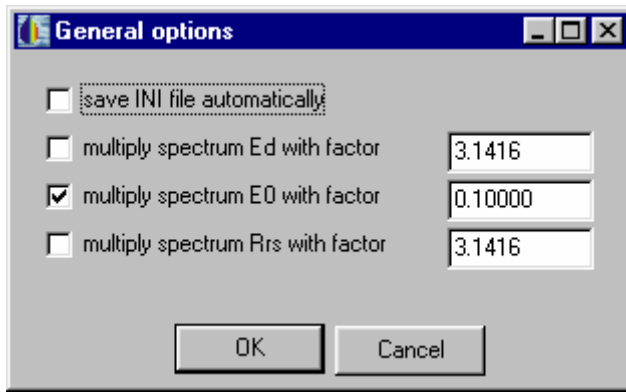 General options
save INI file automatically
multiply spectrum Ed with factor 3.1416
multiply spectrum E0 with factor 0.10000
multiply spectrum Rrs with factor 3.1416
OK Cancel